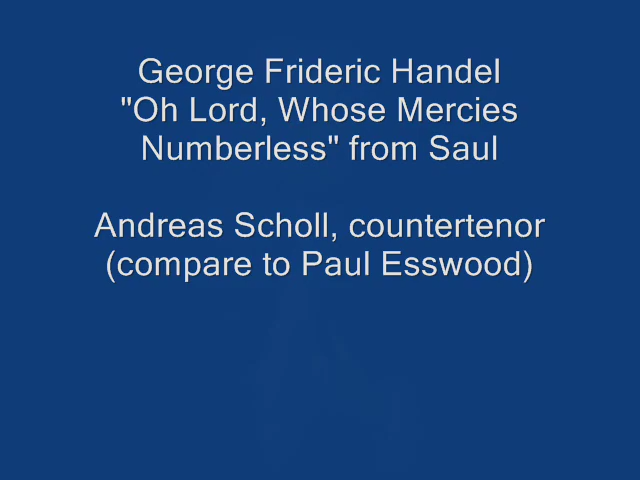 George Frideric Handel
"Oh Lord, Whose Mercies
Numberless" from Saul
Andreas Scholl, countertenor
(compare to Paul Esswood)